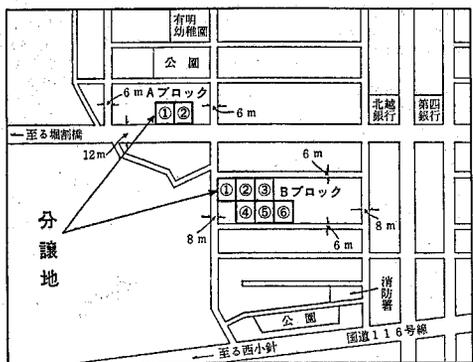 有明
幼稚園
公園
6m Aブロック
① ②
6m
北越
銀行
第四
銀行
←至る堀割橋
12m
6m
① ② ③ Bブロック
④ ⑤ ⑥
8m
8m
6m
分譲地
消防署
公園
国道116号線
←至る西小針